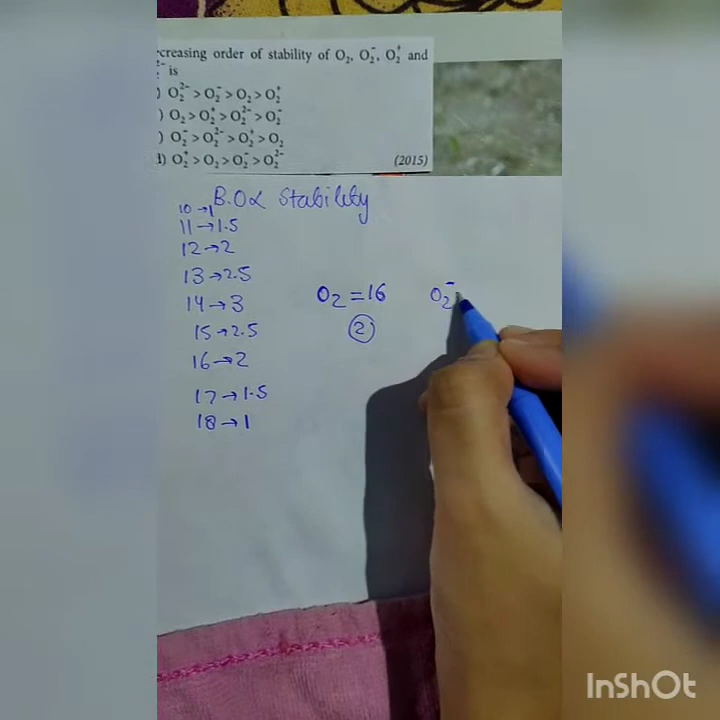 creasing order of stability of O₂, O₂⁻, O₂⁺ and
₂²⁻ is
) O₂²⁻ > O₂⁻ > O₂ > O₂⁺
) O₂ > O₂⁺ > O₂²⁻ > O₂⁻
) O₂⁻ > O₂²⁻ > O₂⁺ > O₂
d) O₂⁺ > O₂ > O₂⁻ > O₂²⁻ (2015)
B.O∝ Stability
10→1
11→1.5
12→2
13→2.5
14→3
15→2.5
16→2
17→1.5
18→1
O₂=16
2
O₂⁻
InShOt